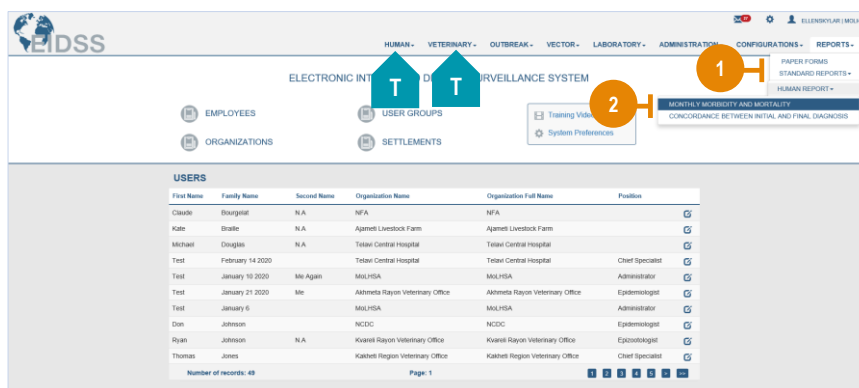 27 ELLENSKYLAR | MOLH
EIDSS
HUMAN VETERINARY OUTBREAK VECTOR LABORATORY ADMINISTRATION CONFIGURATIONS REPORTS
PAPER FORMS
1
STANDARD REPORTS
HUMAN REPORT
T T
ELECTRONIC INT D SURVEILLANCE SYSTEM
2
MONTHLY MORBIDITY AND MORTALITY
CONCORDANCE BETWEEN INITIAL AND FINAL DIAGNOSIS
EMPLOYEES USER GROUPS Training Vide
ORGANIZATIONS SETTLEMENTS System Preferences
USERS
First Name Family Name Second Name Organization Name Organization Full Name Position
Claude Bourgelat N.A NFA NFA
Kate Braille N.A Ajameti Livestock Farm Ajameti Livestock Farm
Michael Douglas N.A Telavi Central Hospital Telavi Central Hospital
Test February 14 2020 Telavi Central Hospital Telavi Central Hospital Chief Specialist
Test January 10 2020 Me Again MoLHSA MoLHSA Administrator
Test January 21 2020 Me Akhmeta Rayon Veterinary Office Akhmeta Rayon Veterinary Office Epidemiologist
Test January 6 MoLHSA MoLHSA Administrator
Don Johnson NCDC NCDC Epidemiologist
Ryan Johnson N.A Kvareli Rayon Veterinary Office Kvareli Rayon Veterinary Office Epizootologist
Thomas Jones Kakheti Region Veterinary Office Kakheti Region Veterinary Office Chief Specialist
Number of records: 49 Page: 1 1 2 3 4 5 > >>